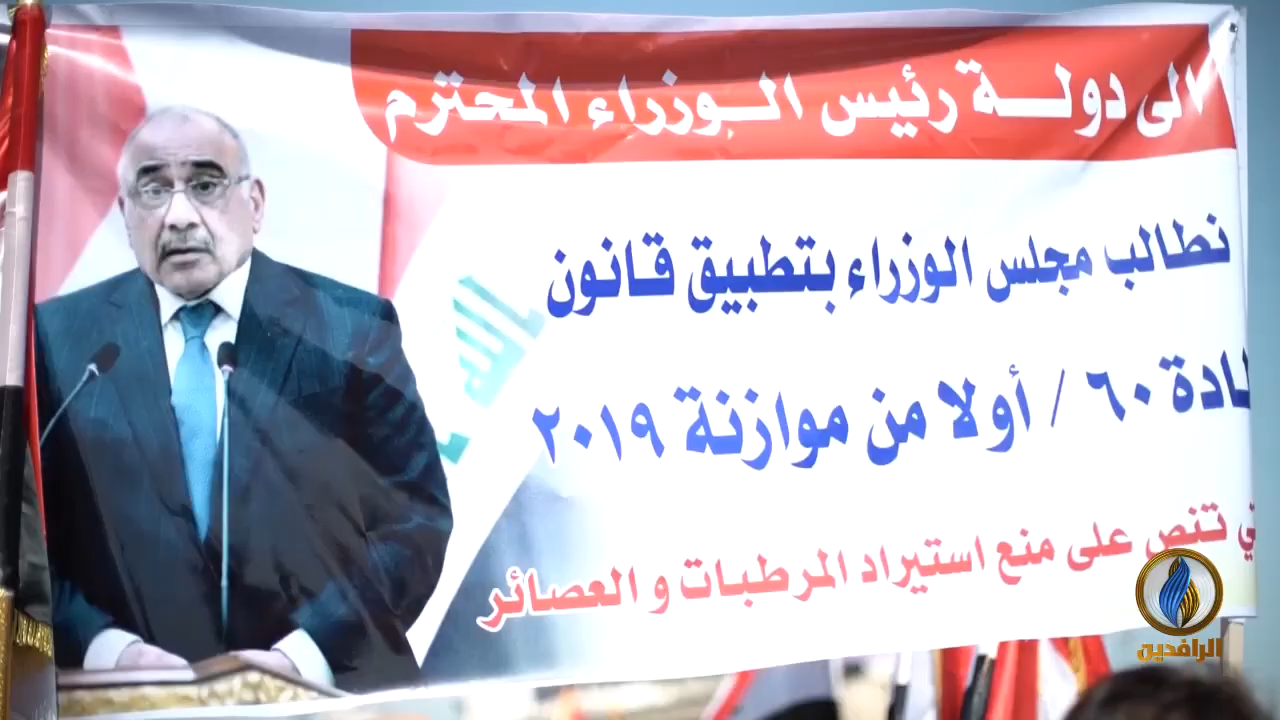 الى دولة رئيس الوزراء المحترم
نطالب مجلس الوزراء بتطبيق قانون
٦٠ / أولا من موازنة ٢٠١٩
تنص على منع استيراد المرطبات و العصائر
الرافدين